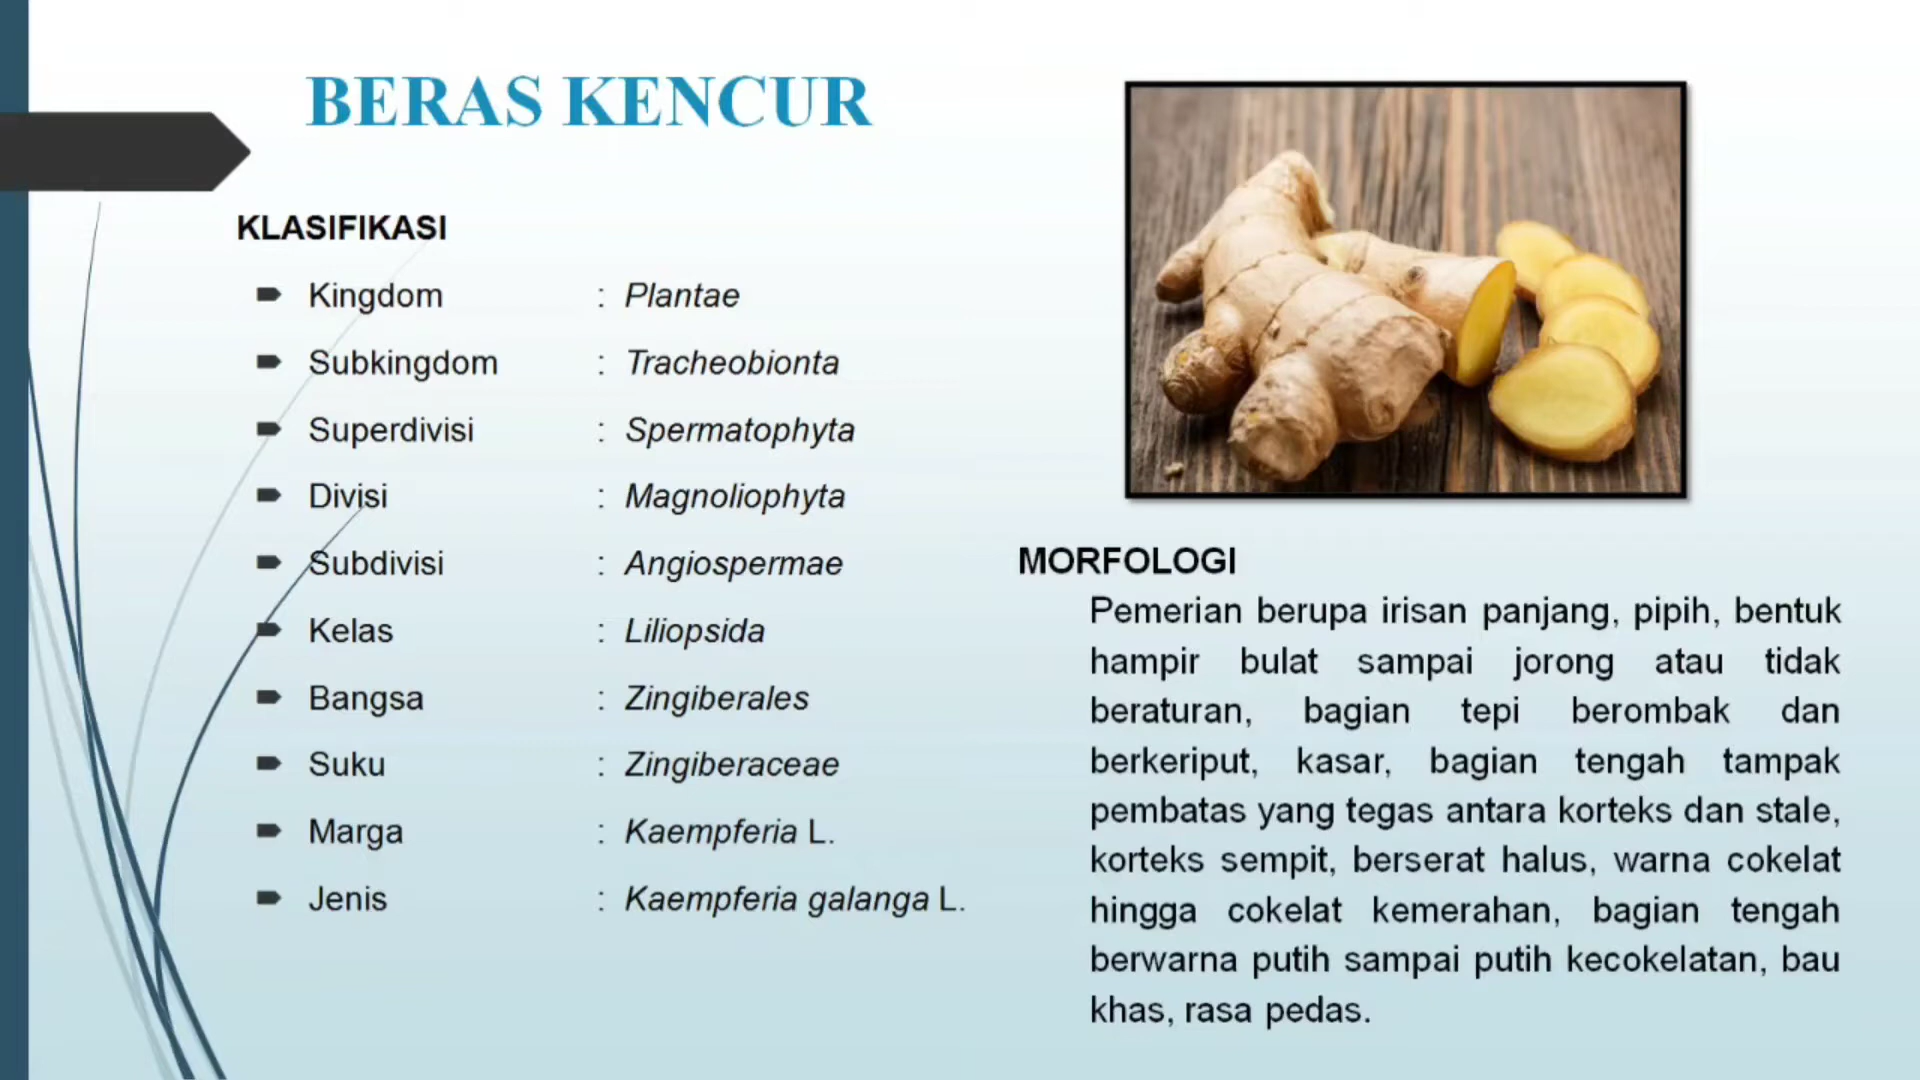 BERAS KENCUR
KLASIFIKASI
Kingdom : Plantae
Subkingdom : Tracheobionta
Superdivisi : Spermatophyta
Divisi : Magnoliophyta
Subdivisi : Angiospermae
Kelas : Liliopsida
Bangsa : Zingiberales
Suku : Zingiberaceae
Marga : Kaempferia L.
Jenis : Kaempferia galanga L.
MORFOLOGI
Pemerian berupa irisan panjang, pipih, bentuk
hampir bulat sampai jorong atau tidak
beraturan, bagian tepi berombak dan
berkeriput, kasar, bagian tengah tampak
pembatas yang tegas antara korteks dan stale,
korteks sempit, berserat halus, warna cokelat
hingga cokelat kemerahan, bagian tengah
berwarna putih sampai putih kecokelatan, bau
khas, rasa pedas.